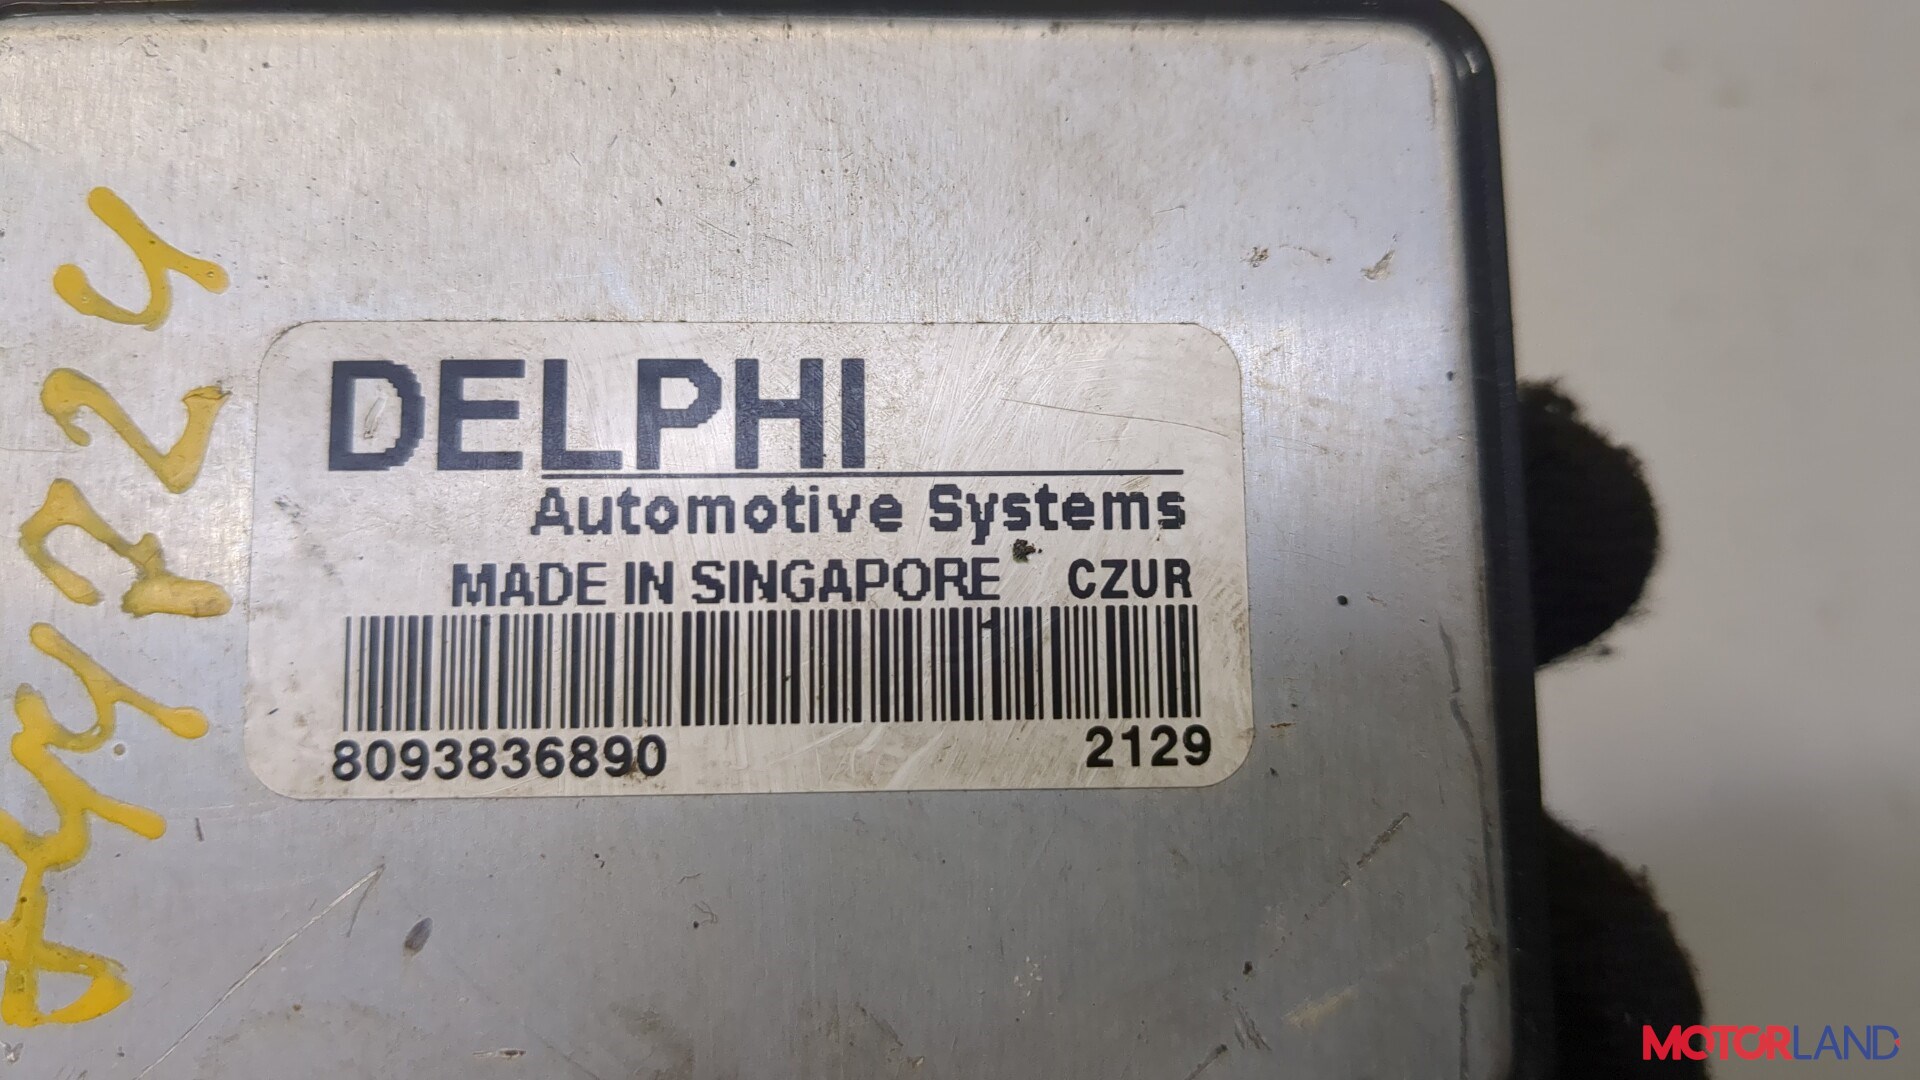 DELPHI
Automotive Systems
MADE IN SINGAPORE CZUR
8093836890 2129
MOTORLAND